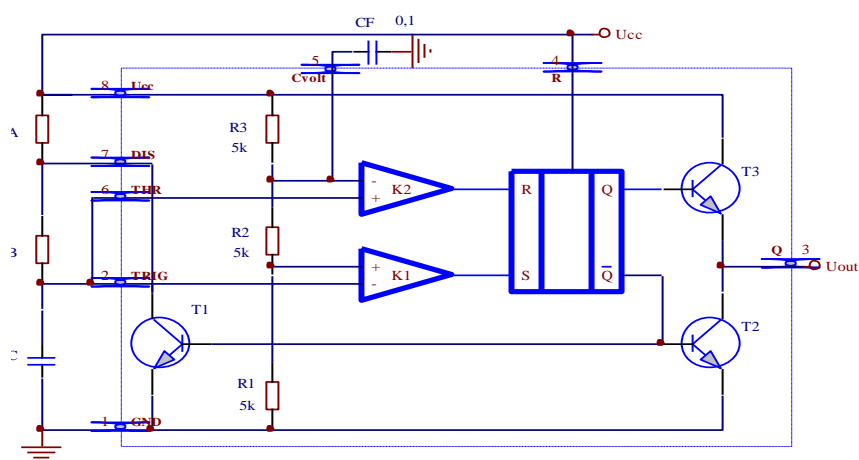 CF 0,1
Ucc
5
Cvolt
4
R
8 Ucc
A
R3
5k
7 DIS
6 THR
-
+
K2
R Q
T3
B
R2
5k
2 TRIG
+
-
K1
S Q
Q 3
Uout
T1
T2
R1
5k
1 GND